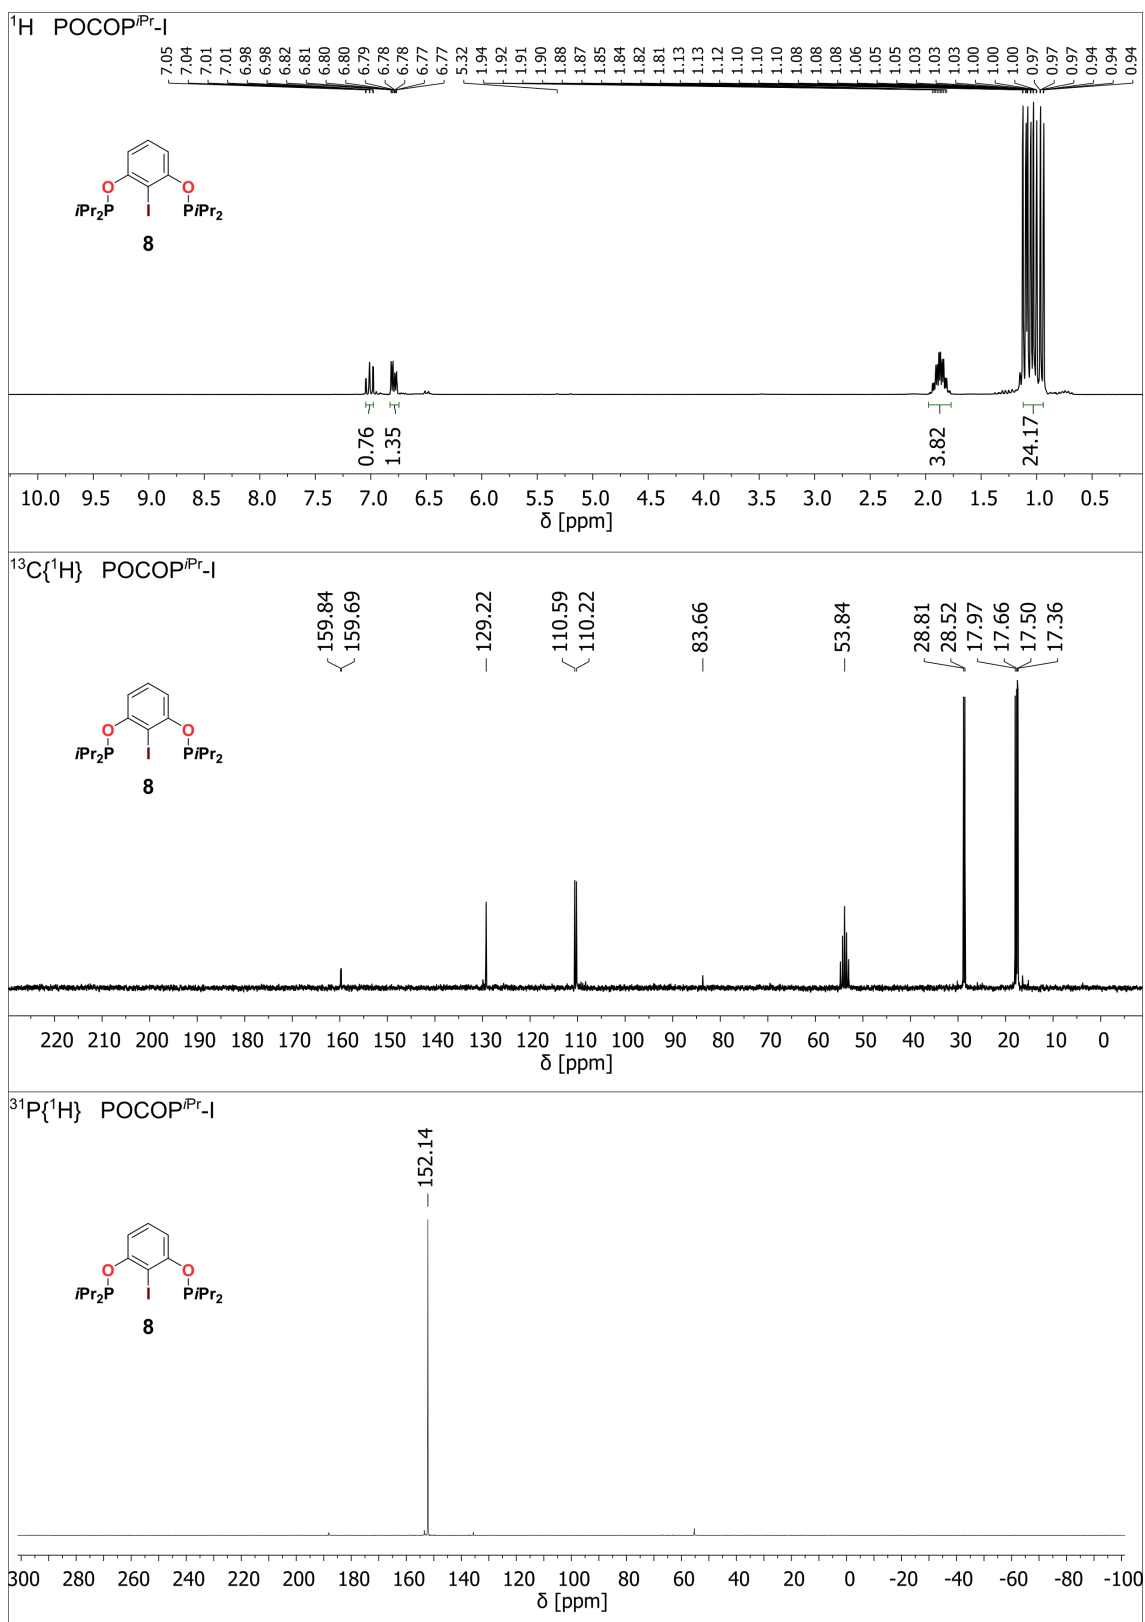 ¹H POCOPⁱᴾʳ-I
7.05 7.04 7.01 7.01 6.98 6.98 6.82 6.81 6.80 6.80 6.79 6.78 6.78 6.77 6.77 5.32 1.94 1.92 1.91 1.90 1.88 1.87 1.85 1.84 1.82 1.81 1.13 1.13 1.12 1.10 1.10 1.10 1.08 1.08 1.08 1.06 1.05 1.05 1.03 1.03 1.03 1.00 1.00 1.00 0.97 0.97 0.97 0.94 0.94 0.94
O O
iPr₂P I PiPr₂
8
0.76 1.35 3.82 24.17
10.0 9.5 9.0 8.5 8.0 7.5 7.0 6.5 6.0 5.5 5.0 4.5 4.0 3.5 3.0 2.5 2.0 1.5 1.0 0.5
δ [ppm]
¹³C{¹H} POCOPⁱᴾʳ-I
159.84 159.69 129.22 110.59 110.22 83.66 53.84 28.81 28.52 17.97 17.66 17.50 17.36
O O
iPr₂P I PiPr₂
8
220 210 200 190 180 170 160 150 140 130 120 110 100 90 80 70 60 50 40 30 20 10 0
δ [ppm]
³¹P{¹H} POCOPⁱᴾʳ-I
152.14
O O
iPr₂P I PiPr₂
8
300 280 260 240 220 200 180 160 140 120 100 80 60 40 20 0 -20 -40 -60 -80 -100
δ [ppm]